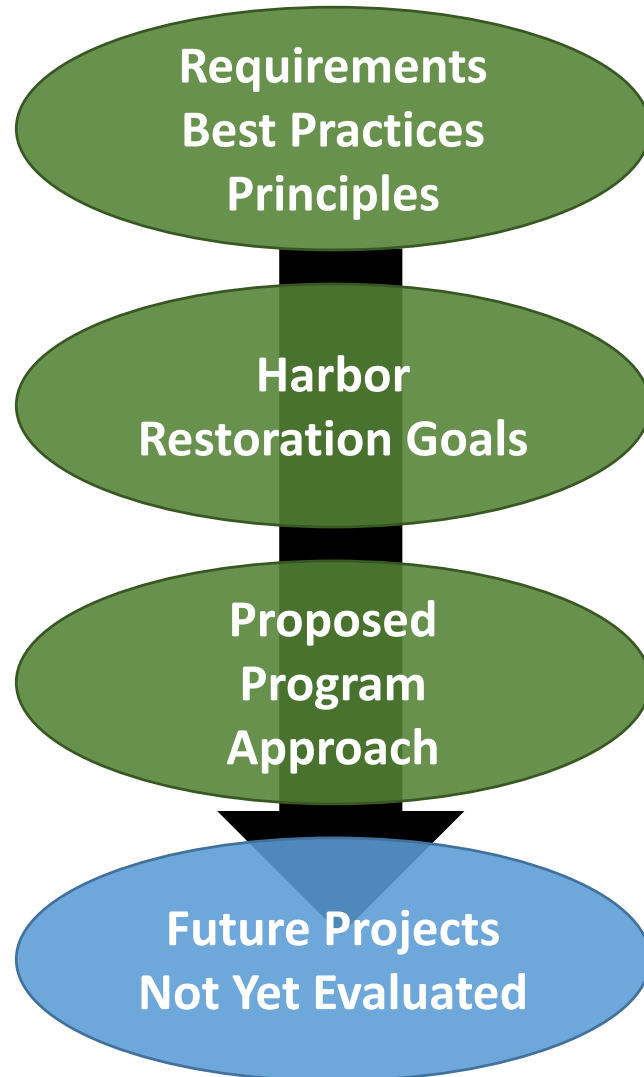 Requirements
Best Practices
Principles
Harbor
Restoration Goals
Proposed
Program
Approach
Future Projects
Not Yet Evaluated